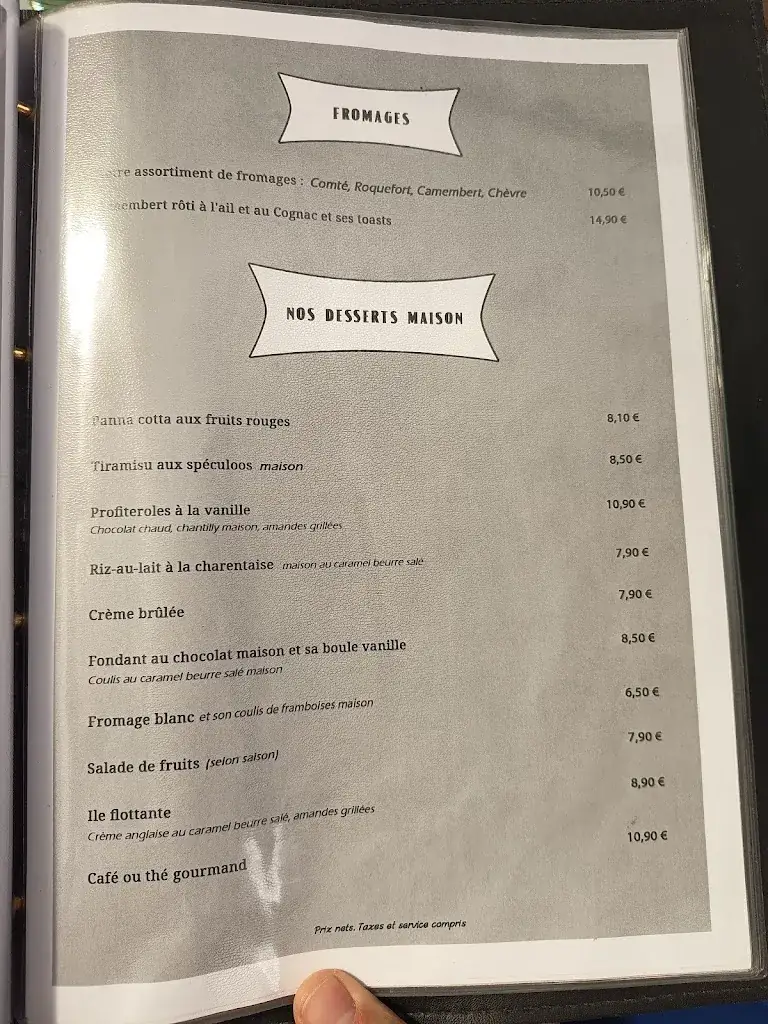 FROMAGES
assortiment de fromages : Comté, Roquefort, Camembert, Chèvre 10,50 €
rôti à l'ail et au Cognac et ses toasts 14,90 €
NOS DESSERTS MAISON
Panna cotta aux fruits rouges 8,10 €
Tiramisu aux spéculoos maison 8,50 €
Profiteroles à la vanille 10,90 €
Chocolat chaud, chantilly maison, amandes grillées
Riz-au-lait à la charentaise maison au caramel beurre salé 7,90 €
Crème brûlée 7,90 €
Fondant au chocolat maison et sa boule vanille 8,50 €
Coulis au caramel beurre salé maison
Fromage blanc et son coulis de framboises maison 6,50 €
Salade de fruits (selon saison) 7,90 €
Ile flottante 8,90 €
Crème anglaise au caramel beurre salé, amandes grillées
Café ou thé gourmand 10,90 €
Prix nets. Taxes et service compris